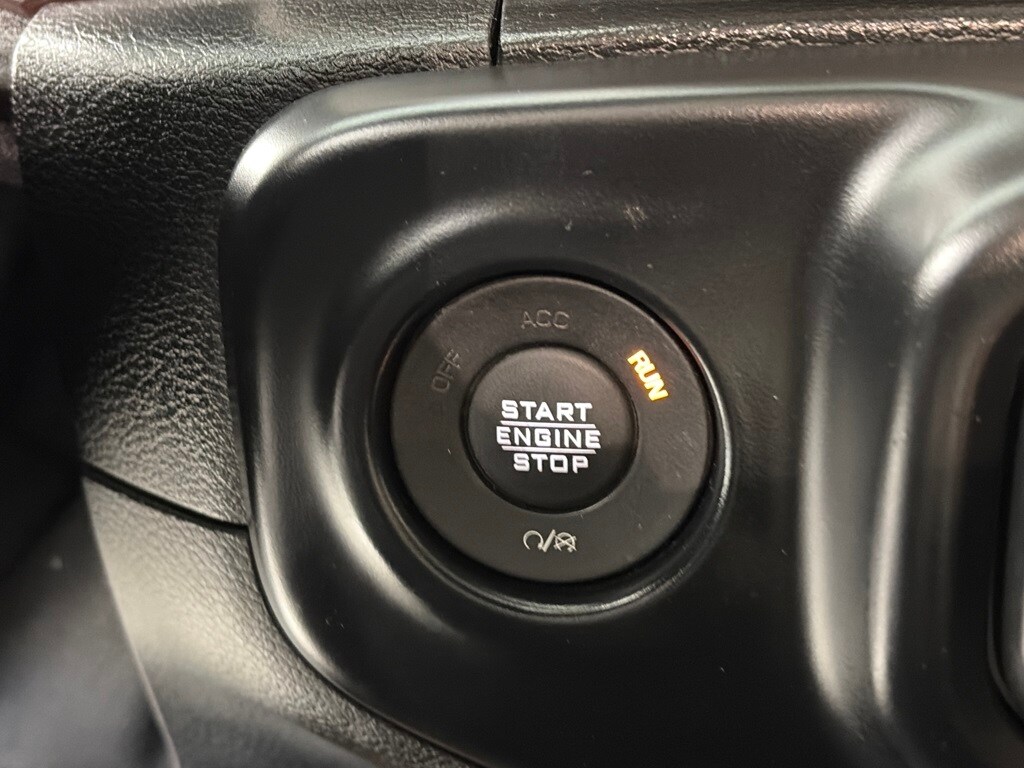 ACC
OFF
RUN
START
ENGINE
STOP